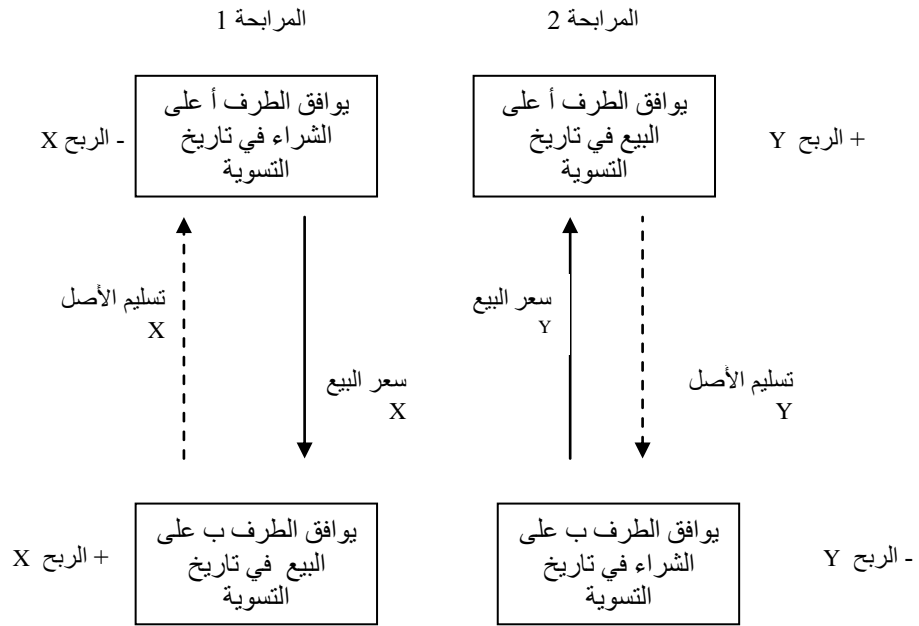 المرابحة 1
المرابحة 2
يوافق الطرف أ على
الشراء في تاريخ
التسوية
- الربح X
يوافق الطرف أ على
البيع في تاريخ
التسوية
+ الربح Y
تسليم الأصل
X
سعر البيع
X
سعر البيع
Y
تسليم الأصل
Y
يوافق الطرف ب على
البيع في تاريخ
التسوية
+ الربح X
يوافق الطرف ب على
الشراء في تاريخ
التسوية
- الربح Y